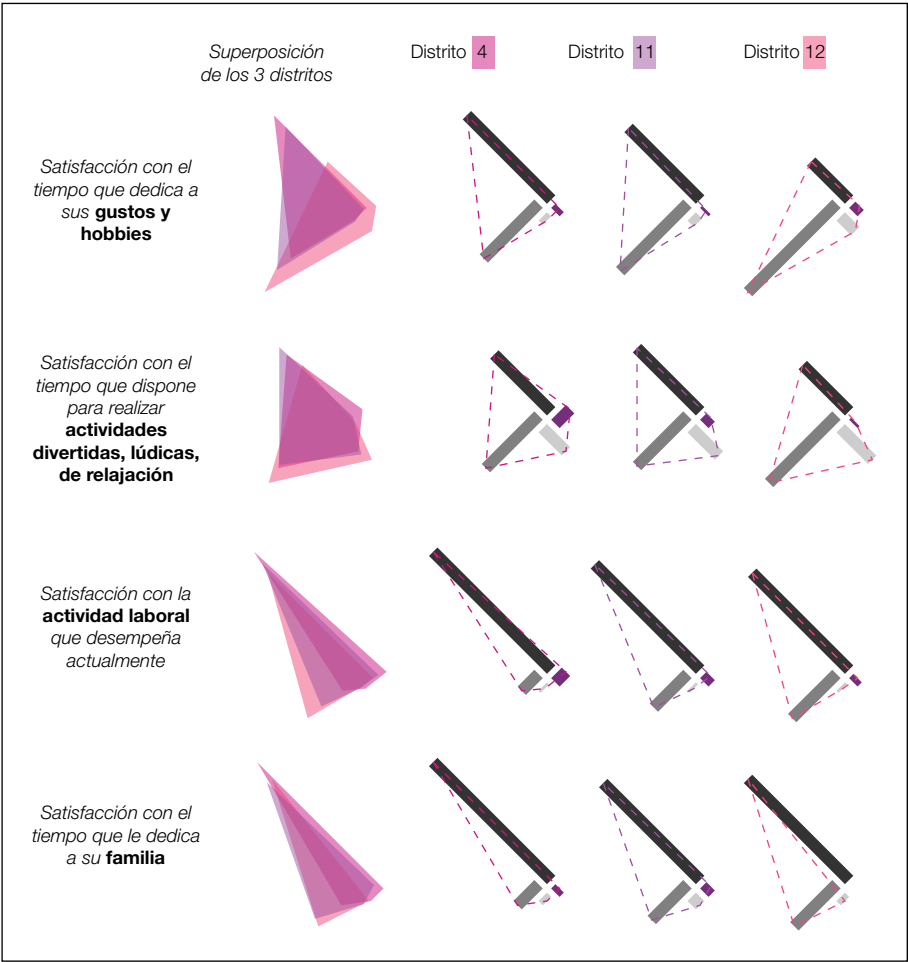 Superposición
de los 3 distritos
Distrito 4
Distrito 11
Distrito 12
Satisfacción con el
tiempo que dedica a
sus gustos y
hobbies
Satisfacción con el
tiempo que dispone
para realizar
actividades
divertidas, lúdicas,
de relajación
Satisfacción con la
actividad laboral
que desempeña
actualmente
Satisfacción con el
tiempo que le dedica
a su familia